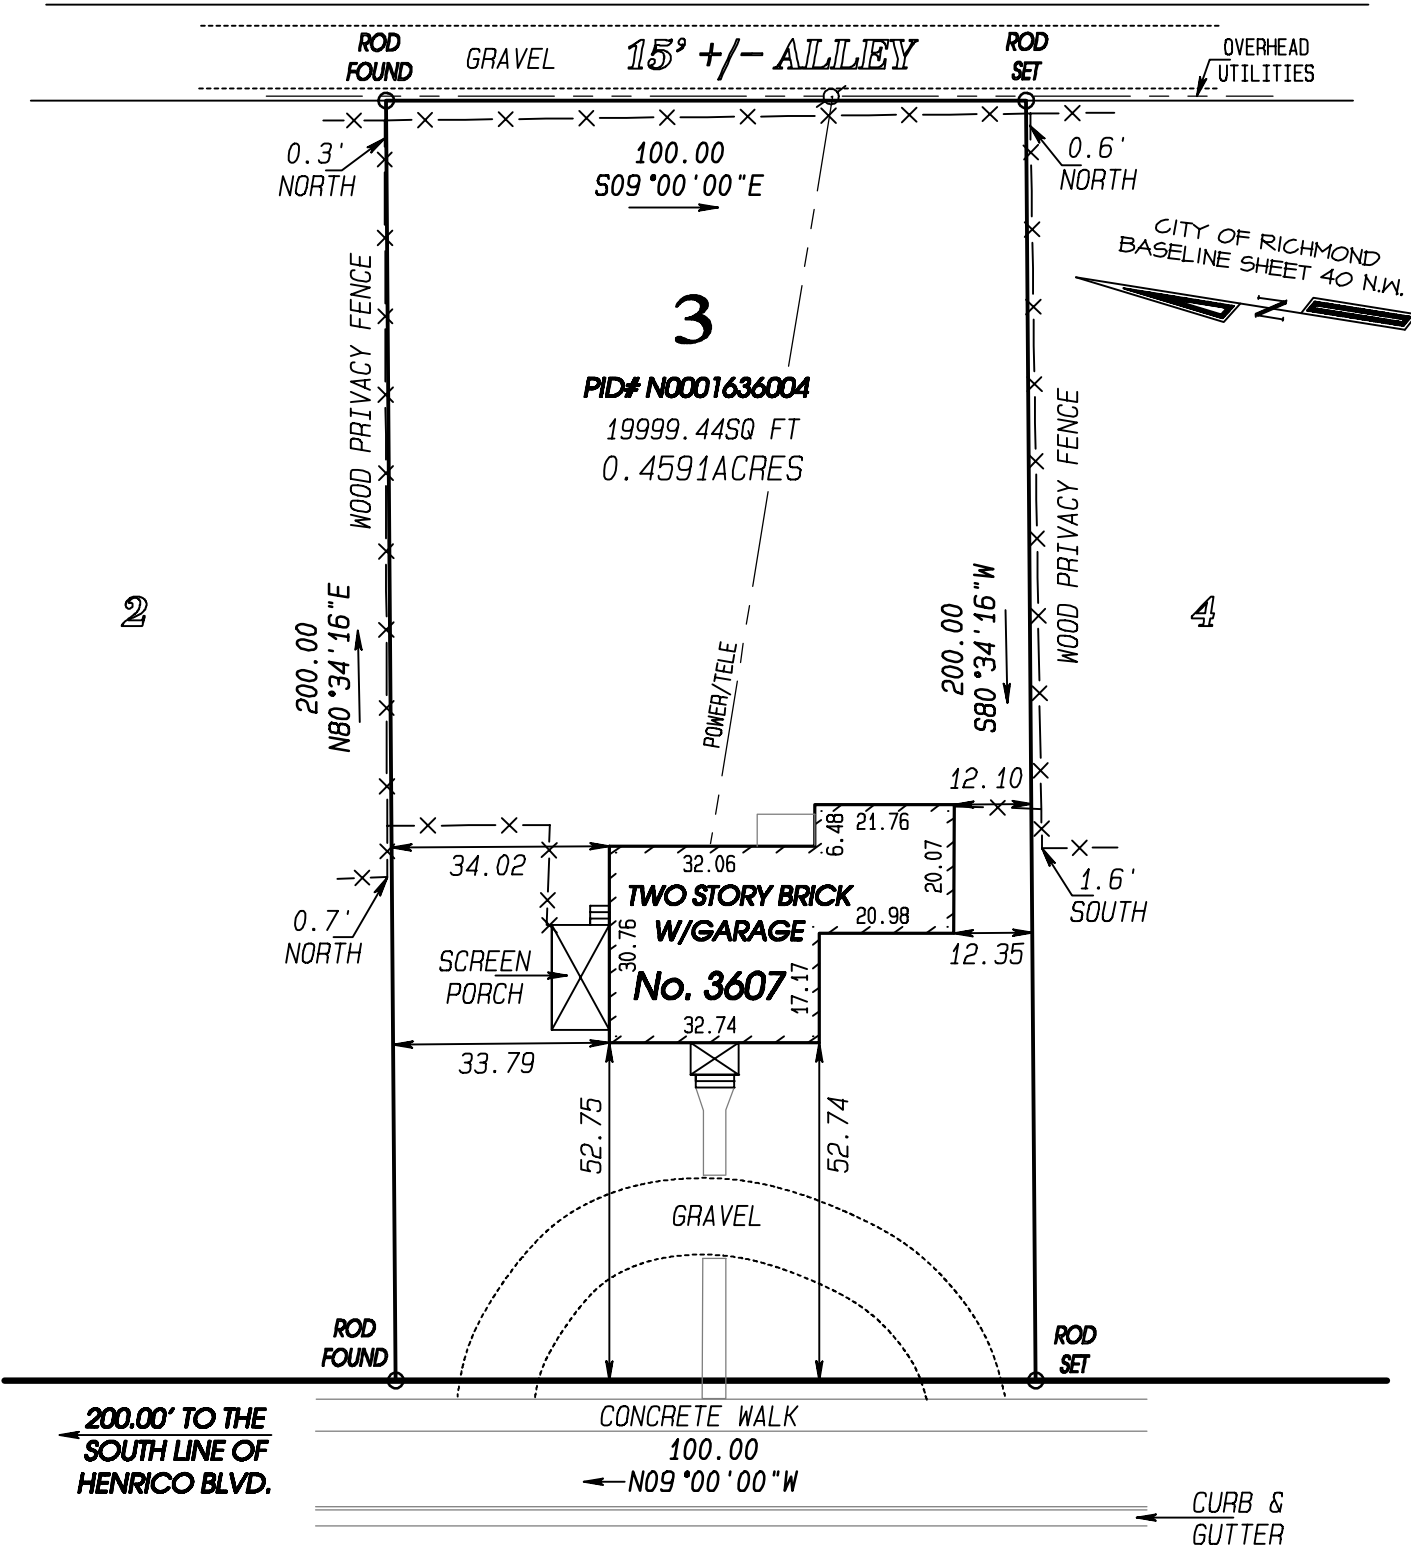 ROD
FOUND
GRAVEL
15' +/- ALLEY
ROD
SET
OVERHEAD
UTILITIES
0.3'
NORTH
100.00
S09°00'00"E
0.6'
NORTH
CITY OF RICHMOND
BASELINE SHEET 40 N.W.
N
WOOD PRIVACY FENCE
3
PID# N0001636004
19999.44SQ FT
0.4591ACRES
WOOD PRIVACY FENCE
2
4
200.00
N80°34'16"E
POWER/TELE
200.00
S80°34'16"W
12.10
34.02
32.06
6.48
21.76
20.07
1.6'
SOUTH
TWO STORY BRICK
W/GARAGE
No. 3607
30.76
20.98
17.17
32.74
12.35
0.7'
NORTH
SCREEN
PORCH
33.79
52.75
52.74
GRAVEL
ROD
FOUND
ROD
SET
200.00' TO THE
SOUTH LINE OF
HENRICO BLVD.
CONCRETE WALK
100.00
N09°00'00"W
CURB &
GUTTER